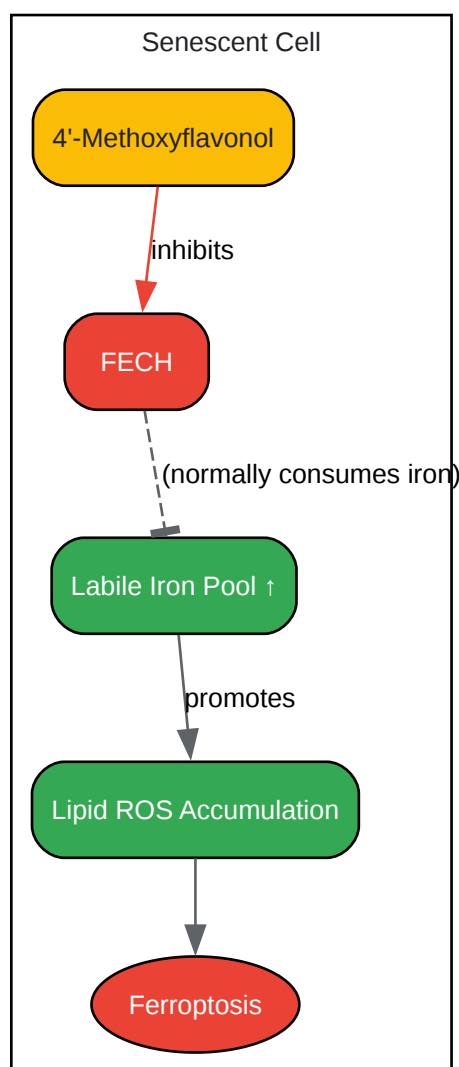 Senescent Cell
4'-Methoxyflavonol
inhibits
FECH
(normally consumes iron)
Labile Iron Pool ↑
promotes
Lipid ROS Accumulation
Ferroptosis